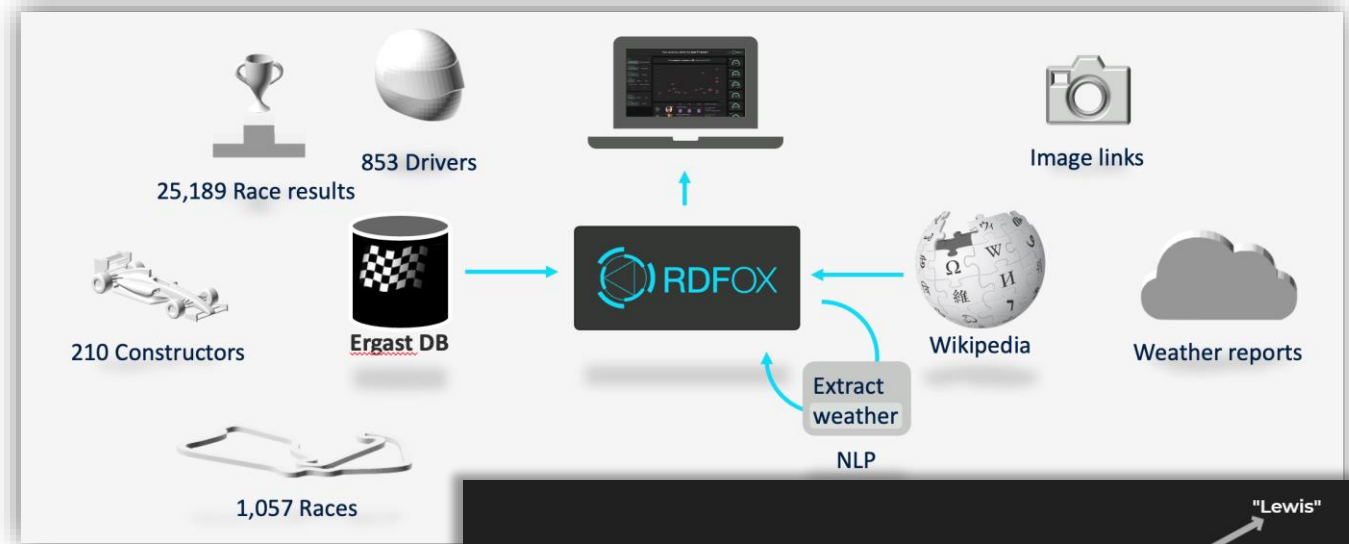 25,189 Race results
853 Drivers
Image links
210 Constructors
Ergast DB
RDFOX
Wikipedia
Weather reports
Extract
weather
NLP
1,057 Races
"Lewis"